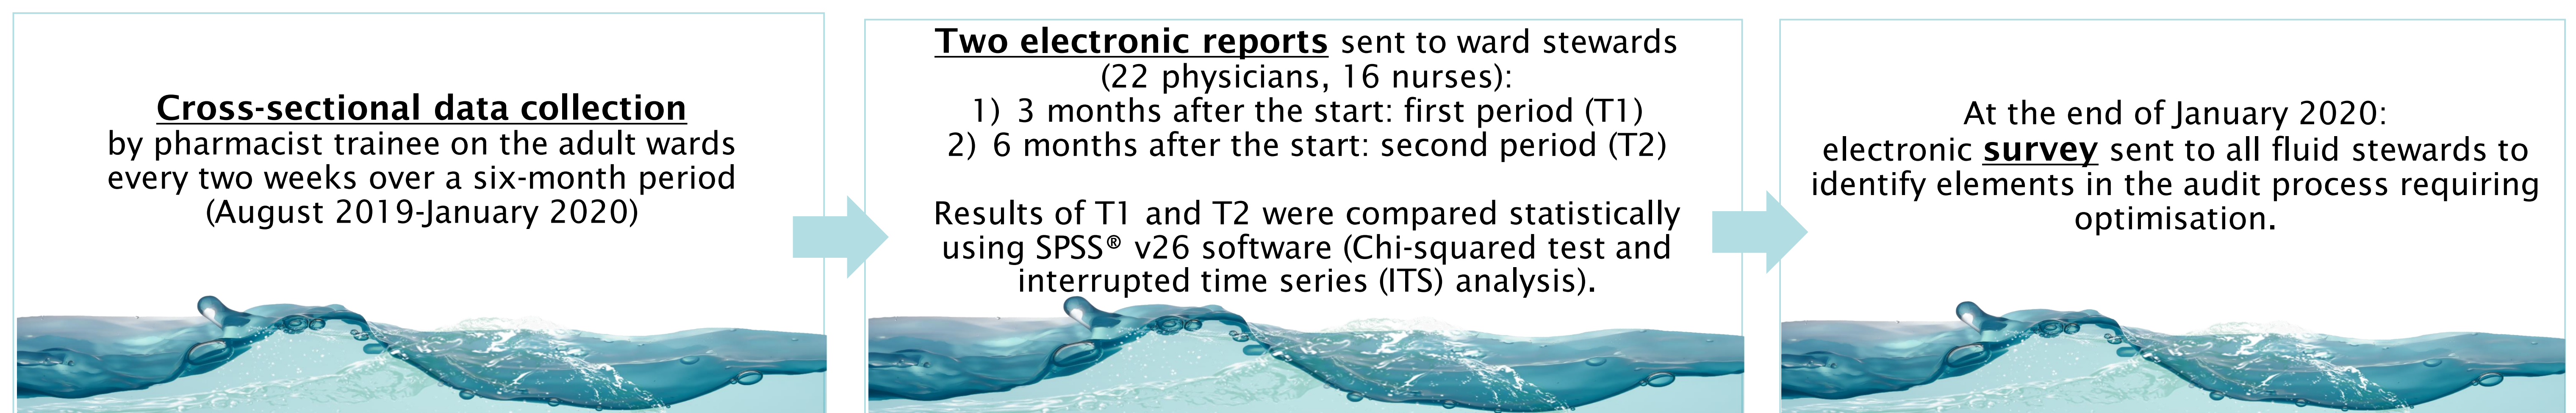 Cross-sectional data collection
by pharmacist trainee on the adult wards
every two weeks over a six-month period
(August 2019-January 2020)
Two electronic reports sent to ward stewards
(22 physicians, 16 nurses):
1) 3 months after the start: first period (T1)
2) 6 months after the start: second period (T2)
Results of T1 and T2 were compared statistically
using SPSS® v26 software (Chi-squared test and
interrupted time series (ITS) analysis).
At the end of January 2020:
electronic survey sent to all fluid stewards to
identify elements in the audit process requiring
optimisation.